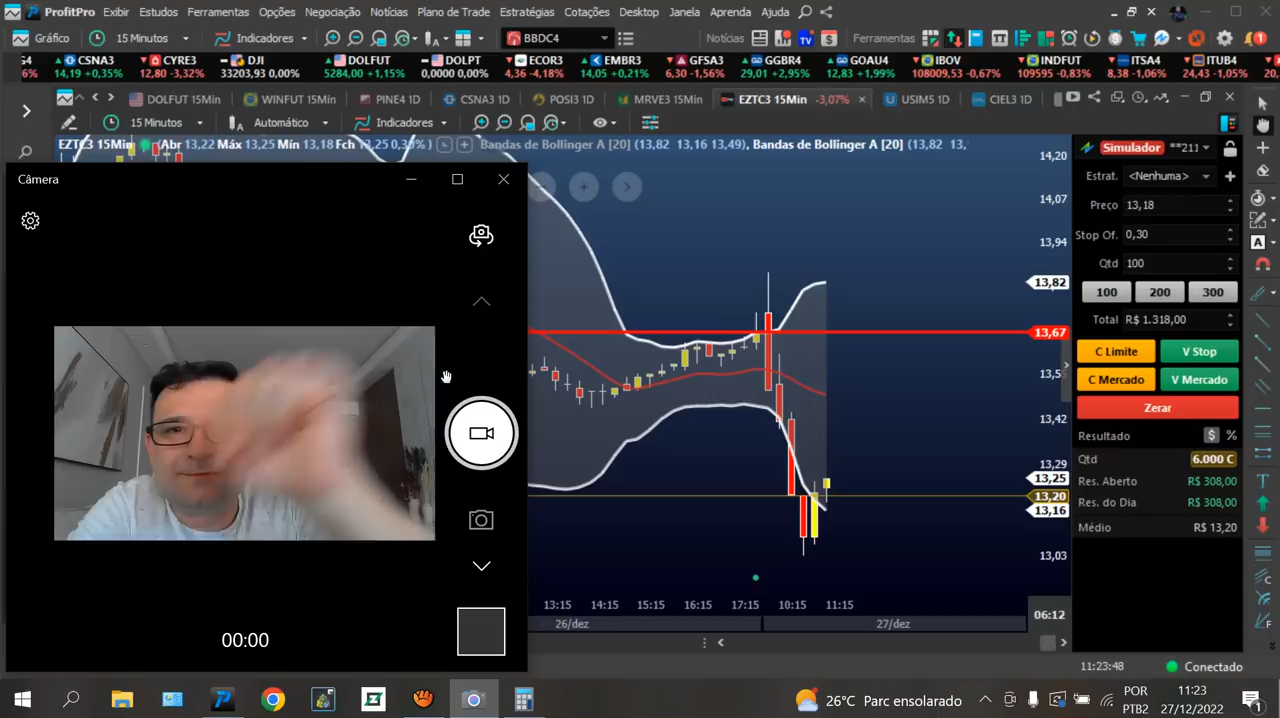 ProfitPro Exibir Estudos Ferramentas Opções Negociação Notícias Plano de Trade Estratégias Cotações Desktop Janela Aprenda Ajuda
Gráfico 15 Minutos Indicadores BBDC4 Notícias TV Ferramentas
G4 CSNA3 CYRE3 DJI DOLFUT DOLPT ECOR3 EMBR3 GFSA3 GGBR4 GOAU4 IBOV INDFUT ITSA4 ITUB4
6% 14,19 +0,35% 12,80 -3,32% 33203,93 0,00% 5284,00 +1,15% 0,0000 0,00% 4,36 -4,18% 14,05 +0,21% 6,30 -1,56% 29,01 +2,95% 12,83 +1,99% 108009,53 -0,67% 109595 -0,83% 8,38 -1,06% 24,43 -1,05% 20,
DOLFUT 15Min WINFUT 15Min PINE4 1D CSNA3 1D POSI3 1D MRVE3 15Min EZTC3 15Min -3,07% USIM5 1D CIEL3 1D
15 Minutos Automático Indicadores
EZTC3 15Min (Abr 13,22 Máx 13,25 Mín 13,18 Fch 13,25 0,30%) Bandas de Bollinger A [20] (13,82 13,16 13,49), Bandas de Bollinger A [20] (13,82 13,
Câmera
00:00
14,20
14,07
13,94
13,82
13,67
13,42
13,29
13,25
13,20
13,16
13,03
13:15 14:15 15:15 16:15 17:15 10:15 11:15
26/dez 27/dez
06:12
Simulador **211
Estrat. <Nenhuma>
Preço 13,18
Stop Of. 0,30
Qtd 100
100 200 300
Total R$ 1.318,00
C Limite V Stop
C Mercado V Mercado
Zerar
Resultado $ %
Qtd 6.000 C
Res. Aberto R$ 308,00
Res. do Dia R$ 308,00
Médio R$ 13,20
11:23:48 Conectado
26°C Parc ensolarado
POR
PTB2
11:23
27/12/2022